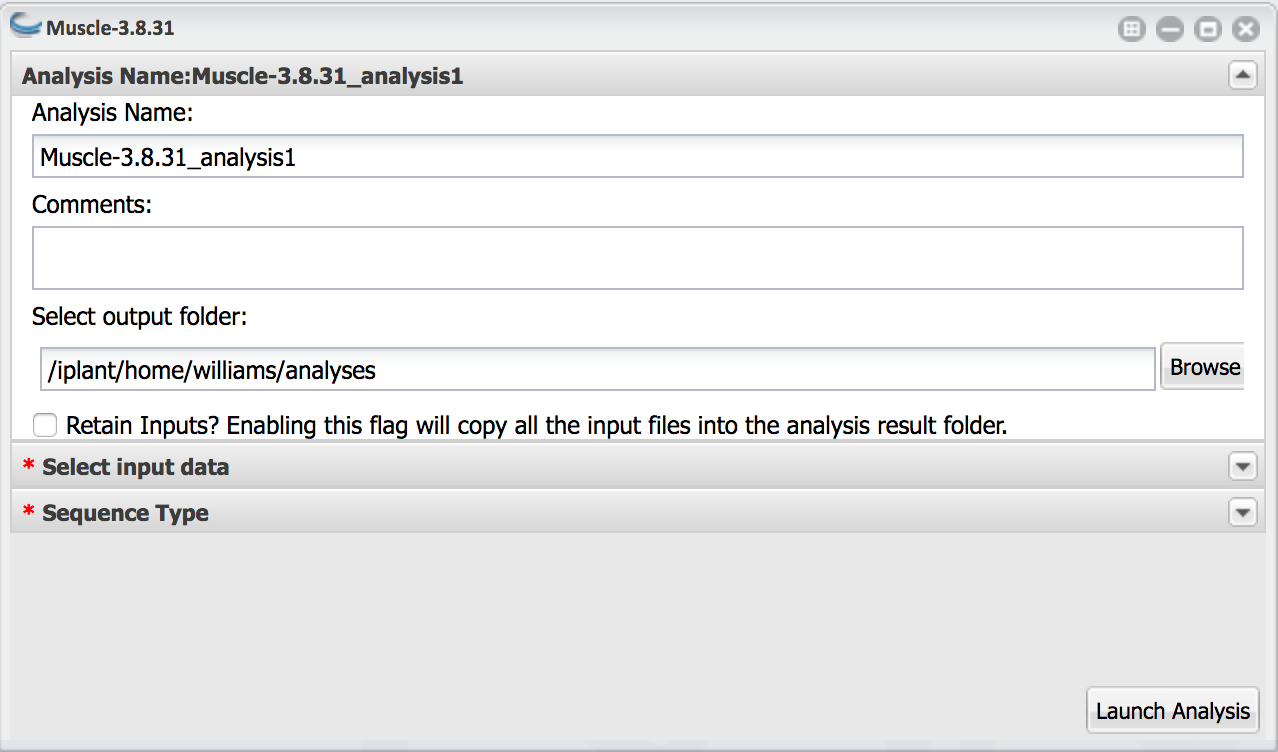 Muscle-3.8.31
Analysis Name:Muscle-3.8.31_analysis1
Analysis Name:
Muscle-3.8.31_analysis1
Comments:
Select output folder:
/iplant/home/williams/analyses
Browse
Retain Inputs? Enabling this flag will copy all the input files into the analysis result folder.
* Select input data
* Sequence Type
Launch Analysis